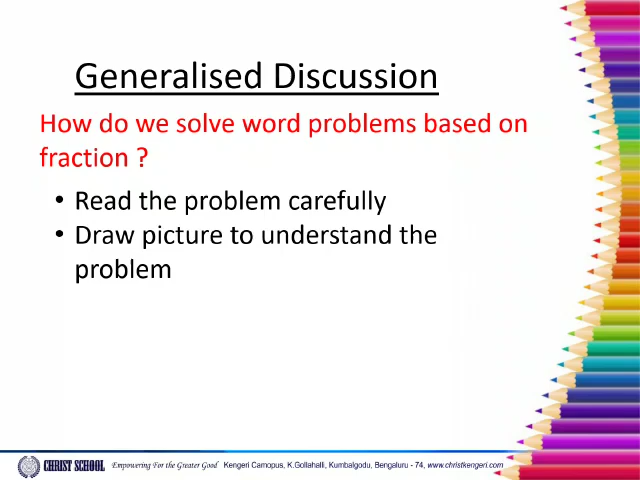 Generalised Discussion
How do we solve word problems based on
fraction ?
• Read the problem carefully
• Draw picture to understand the
problem
CHRIST SCHOOL Empowering For the Greater Good Kengeri Camopus, K.Gollahalli, Kumbalgodu, Bengaluru - 74, www.christkengeri.com